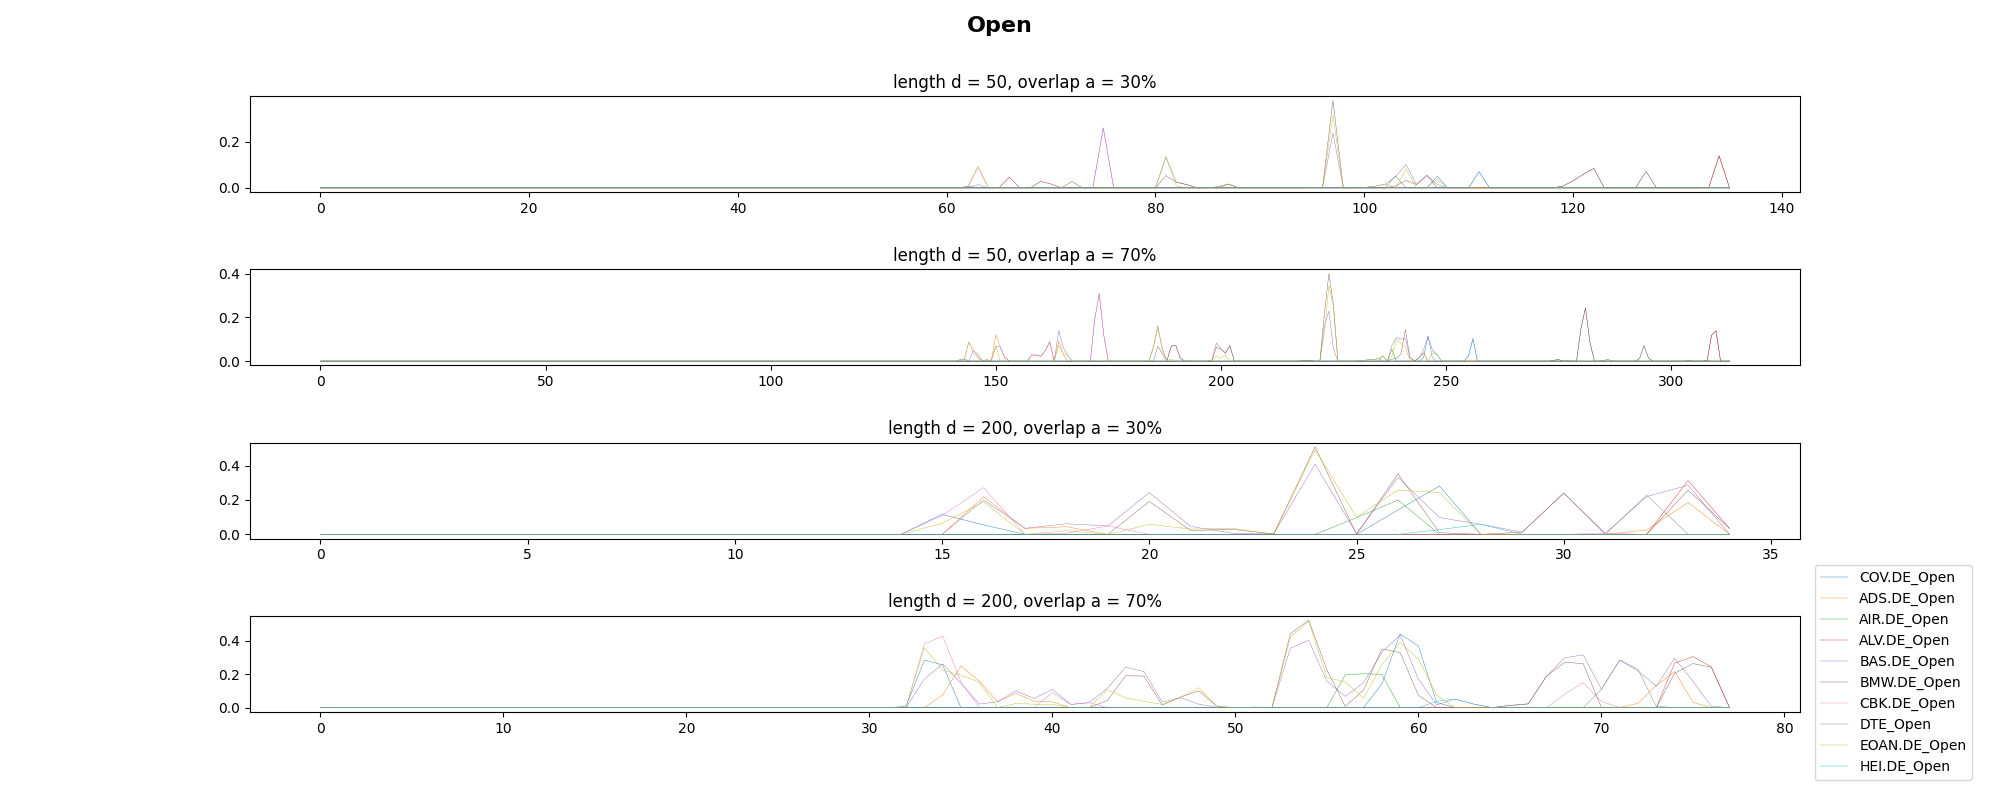 Open
length d = 50, overlap a = 30%
0.2
0.0
0 20 40 60 80 100 120 140
length d = 50, overlap a = 70%
0.4
0.2
0.0
0 50 100 150 200 250 300
length d = 200, overlap a = 30%
0.4
0.2
0.0
0 5 10 15 20 25 30 35
length d = 200, overlap a = 70%
0.4
0.2
0.0
0 10 20 30 40 50 60 70 80
COV.DE_Open
ADS.DE_Open
AIR.DE_Open
ALV.DE_Open
BAS.DE_Open
BMW.DE_Open
CBK.DE_Open
DTE_Open
EOAN.DE_Open
HEI.DE_Open